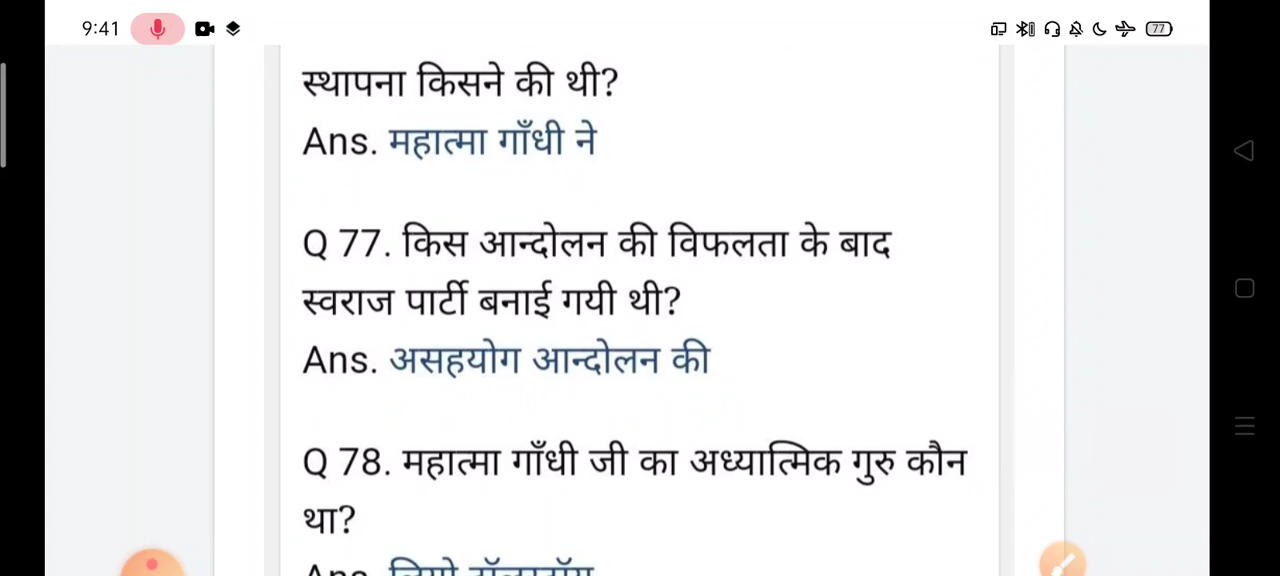 9:41
77
स्थापना किसने की थी?
Ans. महात्मा गाँधी ने
Q 77. किस आन्दोलन की विफलता के बाद
स्वराज पार्टी बनाई गयी थी?
Ans. असहयोग आन्दोलन की
Q 78. महात्मा गाँधी जी का अध्यात्मिक गुरु कौन
था?